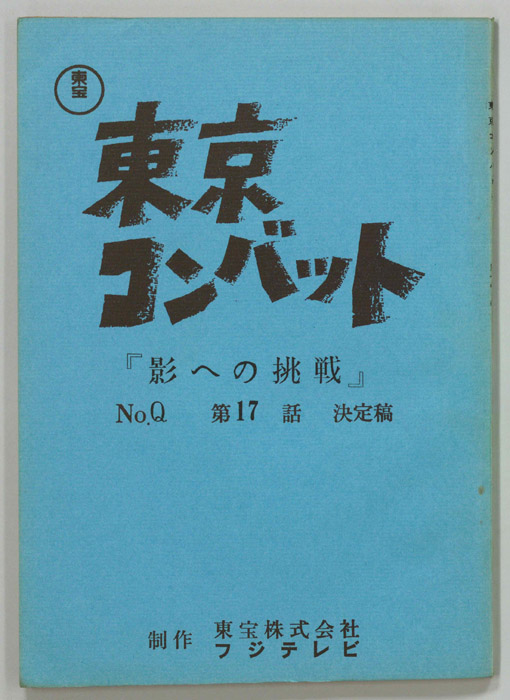 東宝
東京
コンバット
『影への挑戦』
No.Q 第17話 決定稿
制作 東宝株式会社
フジテレビ